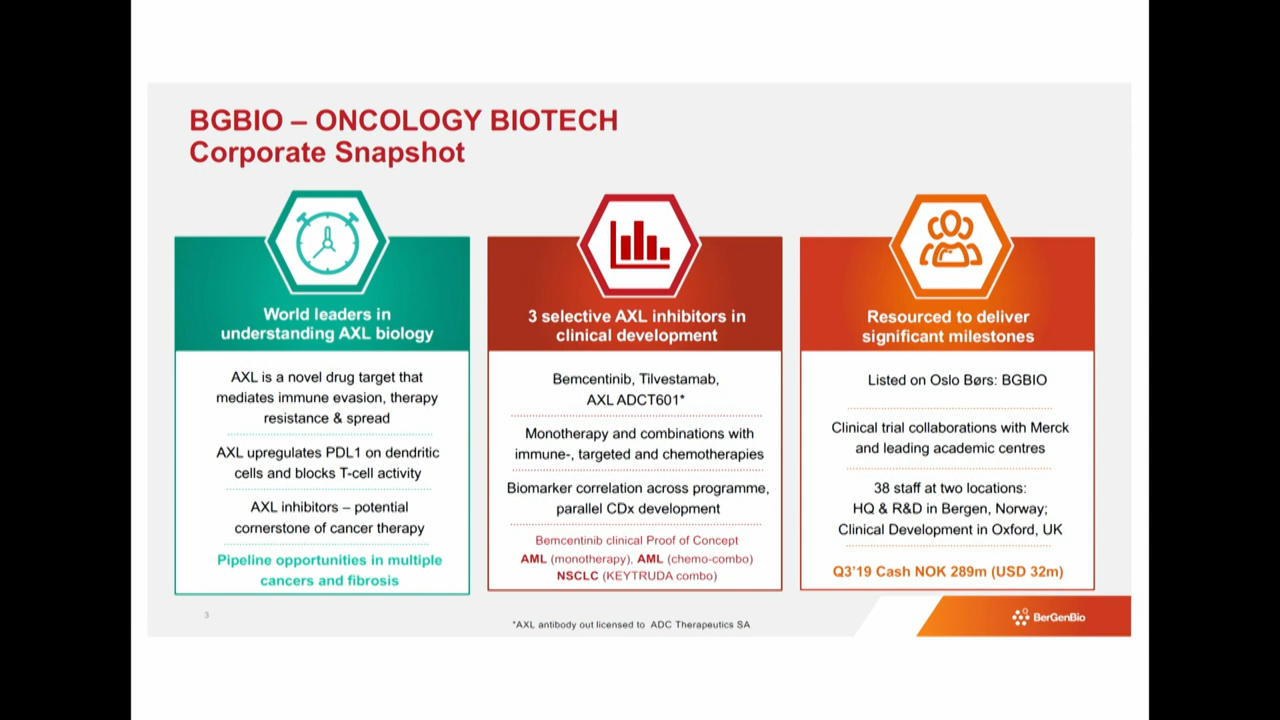 BGBIO – ONCOLOGY BIOTECH
Corporate Snapshot
World leaders in
understanding AXL biology
AXL is a novel drug target that
mediates immune evasion, therapy
resistance & spread
AXL upregulates PDL1 on dendritic
cells and blocks T-cell activity
AXL inhibitors – potential
cornerstone of cancer therapy
Pipeline opportunities in multiple
cancers and fibrosis
3 selective AXL inhibitors in
clinical development
Bemcentinib, Tilvestamab,
AXL ADCT601*
Monotherapy and combinations with
immune-, targeted and chemotherapies
Biomarker correlation across programme,
parallel CDx development
Bemcentinib clinical Proof of Concept
AML (monotherapy), AML (chemo-combo)
NSCLC (KEYTRUDA combo)
Resourced to deliver
significant milestones
Listed on Oslo Børs: BGBIO
Clinical trial collaborations with Merck
and leading academic centres
38 staff at two locations:
HQ & R&D in Bergen, Norway;
Clinical Development in Oxford, UK
Q3'19 Cash NOK 289m (USD 32m)
3
*AXL antibody out licensed to ADC Therapeutics SA
BerGenBio